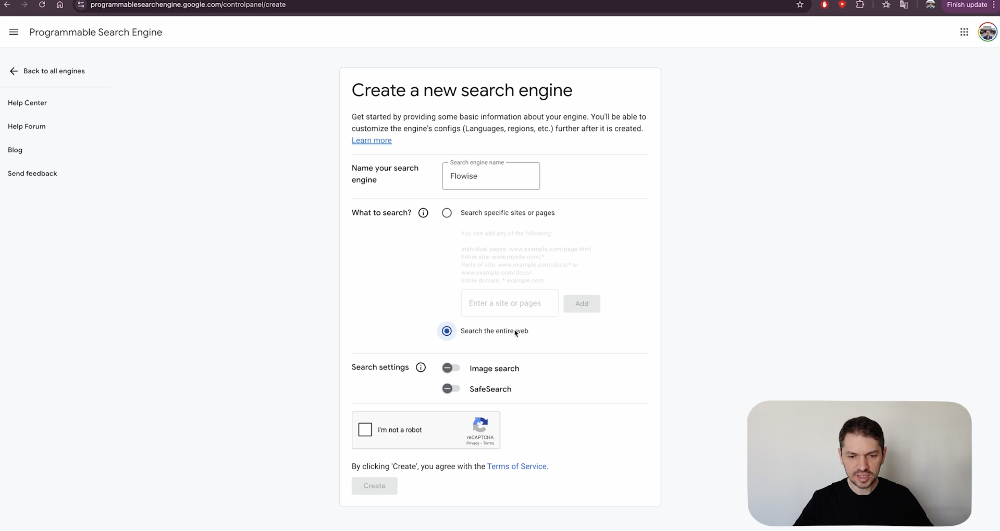 programmablesearchengine.google.com/controlpanel/create
Finish update
Programmable Search Engine
Back to all engines
Help Center
Help Forum
Blog
Send feedback
Create a new search engine
Get started by providing some basic information about your engine. You'll be able to
customize the engine's configs (Languages, regions, etc.) further after it is created.
Learn more
Name your search
engine
Search engine name
Flowise
What to search?
Search specific sites or pages
You can add any of the following:
Individual pages: www.example.com/page.html
Entire site: www.mysite.com/*
Parts of site: www.example.com/docs/* or
www.example.com/docs/
Entire domain: *.example.com
Enter a site or pages
Add
Search the entire web
Search settings
Image search
SafeSearch
I'm not a robot
reCAPTCHA
Privacy - Terms
By clicking 'Create', you agree with the Terms of Service.
Create